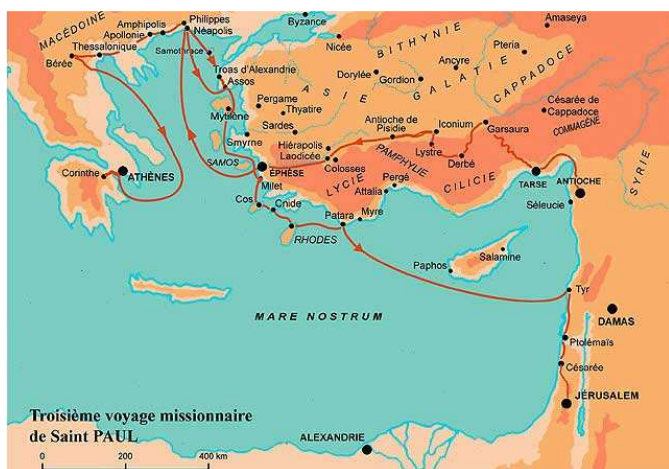 MACÉDOINE
Amphipolis
Philippes
Apollonie
Néapolis
Thessalonique
Bérée
Samothrace
Byzance
Nicée
BITHYNIE
Amaseya
Pteria
Ancyre
Dorylée
Gordion
ASIE
GALATIE
CAPPADOCE
Troas d'Alexandrie
Assos
Pergame
Thyatire
Mytilène
Sardes
Smyrne
Antioche de
Pisidie
Iconium
Garsaura
Césarée de
Cappadoce
COMMAGÈNE
Hiérapolis
Laodicée
Colosses
Lystre
Derbé
PAMPHYLIE
SAMOS
ÉPHÈSE
Milet
LYCIE
Pergé
Attalia
CILICIE
TARSE
ANTIOCHE
SYRIE
Séleucie
Corinthe
ATHÈNES
Cos
Cnide
Patara
Myre
RHODES
Salamine
Paphos
Tyr
MARE NOSTRUM
DAMAS
Ptolémaïs
Césarée
JÉRUSALEM
Troisième voyage missionnaire
de Saint PAUL
ALEXANDRIE
0 200 400 km